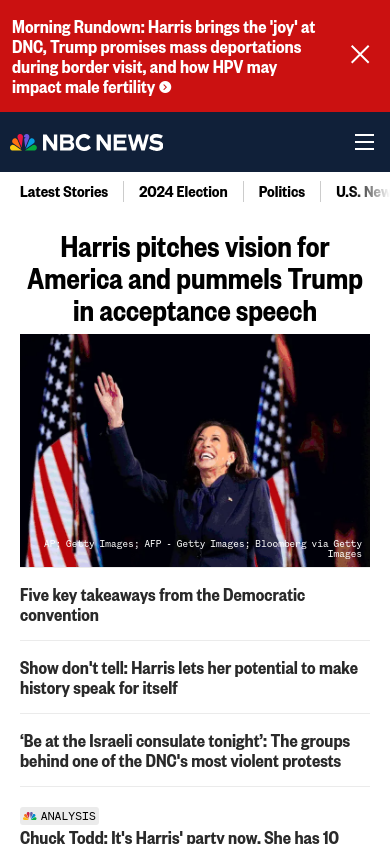 Morning Rundown: Harris brings the 'joy' at
DNC, Trump promises mass deportations
during border visit, and how HPV may
impact male fertility
NBC NEWS
Latest Stories
2024 Election
Politics
U.S. New
Harris pitches vision for
America and pummels Trump
in acceptance speech
AP; Getty Images; AFP - Getty Images; Bloomberg via Getty
Images
Five key takeaways from the Democratic
convention
Show don't tell: Harris lets her potential to make
history speak for itself
‘Be at the Israeli consulate tonight’: The groups
behind one of the DNC's most violent protests
ANALYSIS
Chuck Todd: It's Harris' party now. She has 10